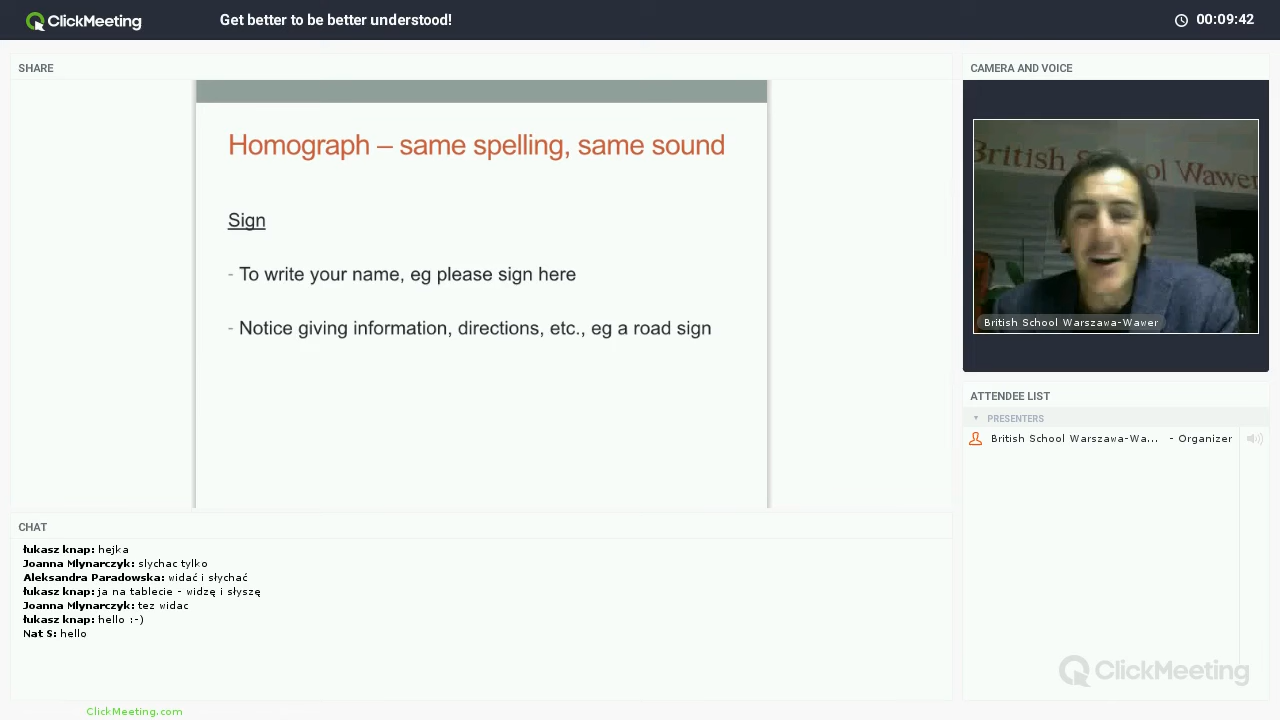 ClickMeeting
Get better to be better understood!
00:09:42
SHARE
Homograph – same spelling, same sound
Sign
- To write your name, eg please sign here
- Notice giving information, directions, etc., eg a road sign
CAMERA AND VOICE
British School Wawer
British School Warszawa-Wawer
ATTENDEE LIST
PRESENTERS
British School Warszawa-Wa... - Organizer
CHAT
łukasz knap: hejka
Joanna Mlynarczyk: slychac tylko
Aleksandra Paradowska: widać i słychać
łukasz knap: ja na tablecie - widzę i słyszę
Joanna Mlynarczyk: tez widac
łukasz knap: hello :-)
Nat S: hello
ClickMeeting
ClickMeeting.com